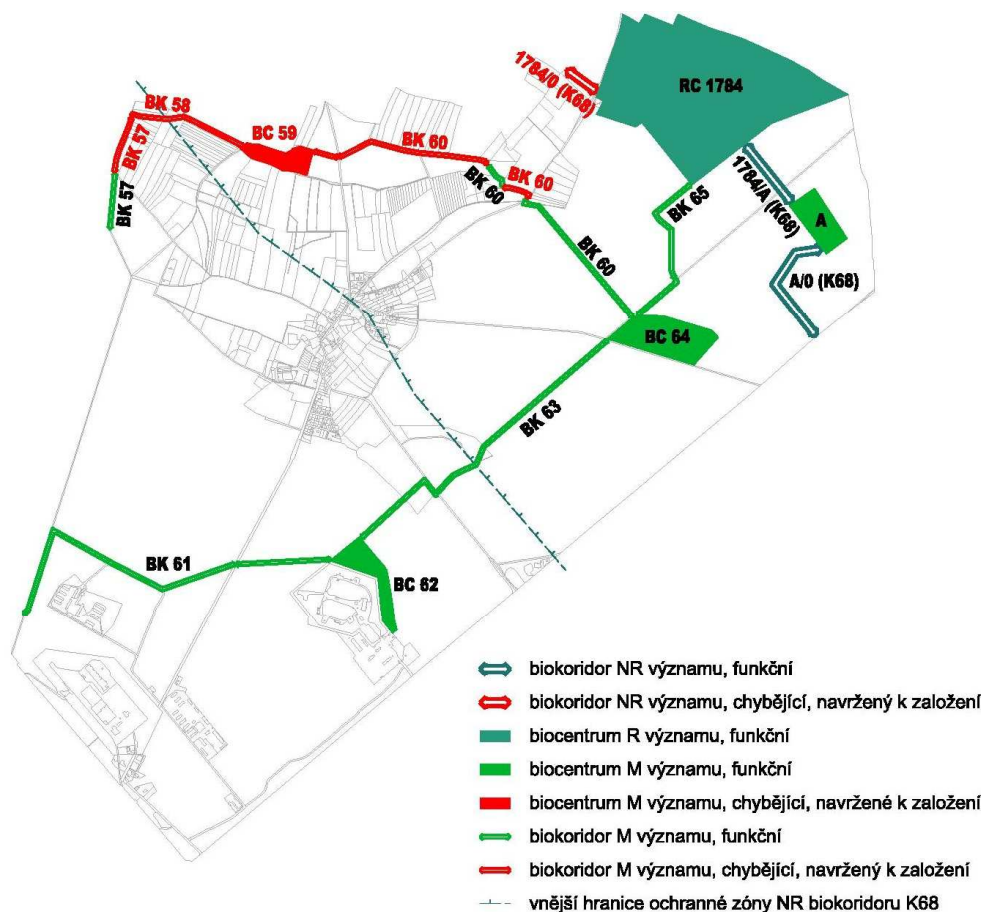 1784/0 (K68)
RC 1784
BK 58
BK 57
BC 59
BK 60
BK 60
BK 60
BK 57
BK 65
1784/A (K68)
A
BK 60
A/0 (K68)
BC 64
BK 63
BK 61
BC 62
biokoridor NR významu, funkční
biokoridor NR významu, chybějící, navržený k založení
biocentrum R významu, funkční
biocentrum M významu, funkční
biocentrum M významu, chybějící, navržené k založení
biokoridor M významu, funkční
biokoridor M významu, chybějící, navržený k založení
vnější hranice ochranné zóny NR biokoridoru K68